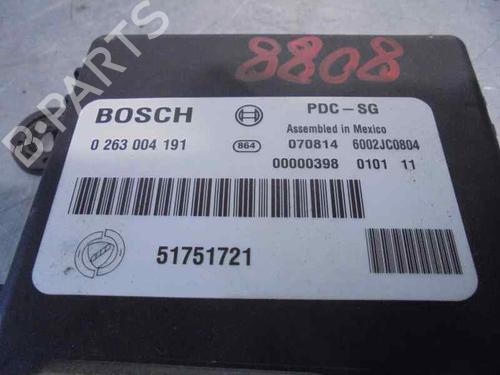 B-PARTS
8808
BOSCH PDC-SG
Assembled in Mexico
0 263 004 191 864 070814 6002JC0804
00000398 0101 11
51751721